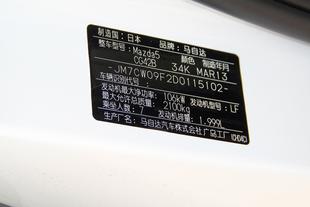 制造国：日本 品牌：马自达
整车型号：Mazda5 颜色 制造年月
CG42B 34K MAR13
-JM7CW09F2D0115102-
车辆识别代号
发动机最大净功率：106kW 发动机型号：LF
最大允许总质量：2100kg
乘坐人数：7 发动机排量：1.999L
生产厂名：马自达汽车株式会社广品工厂